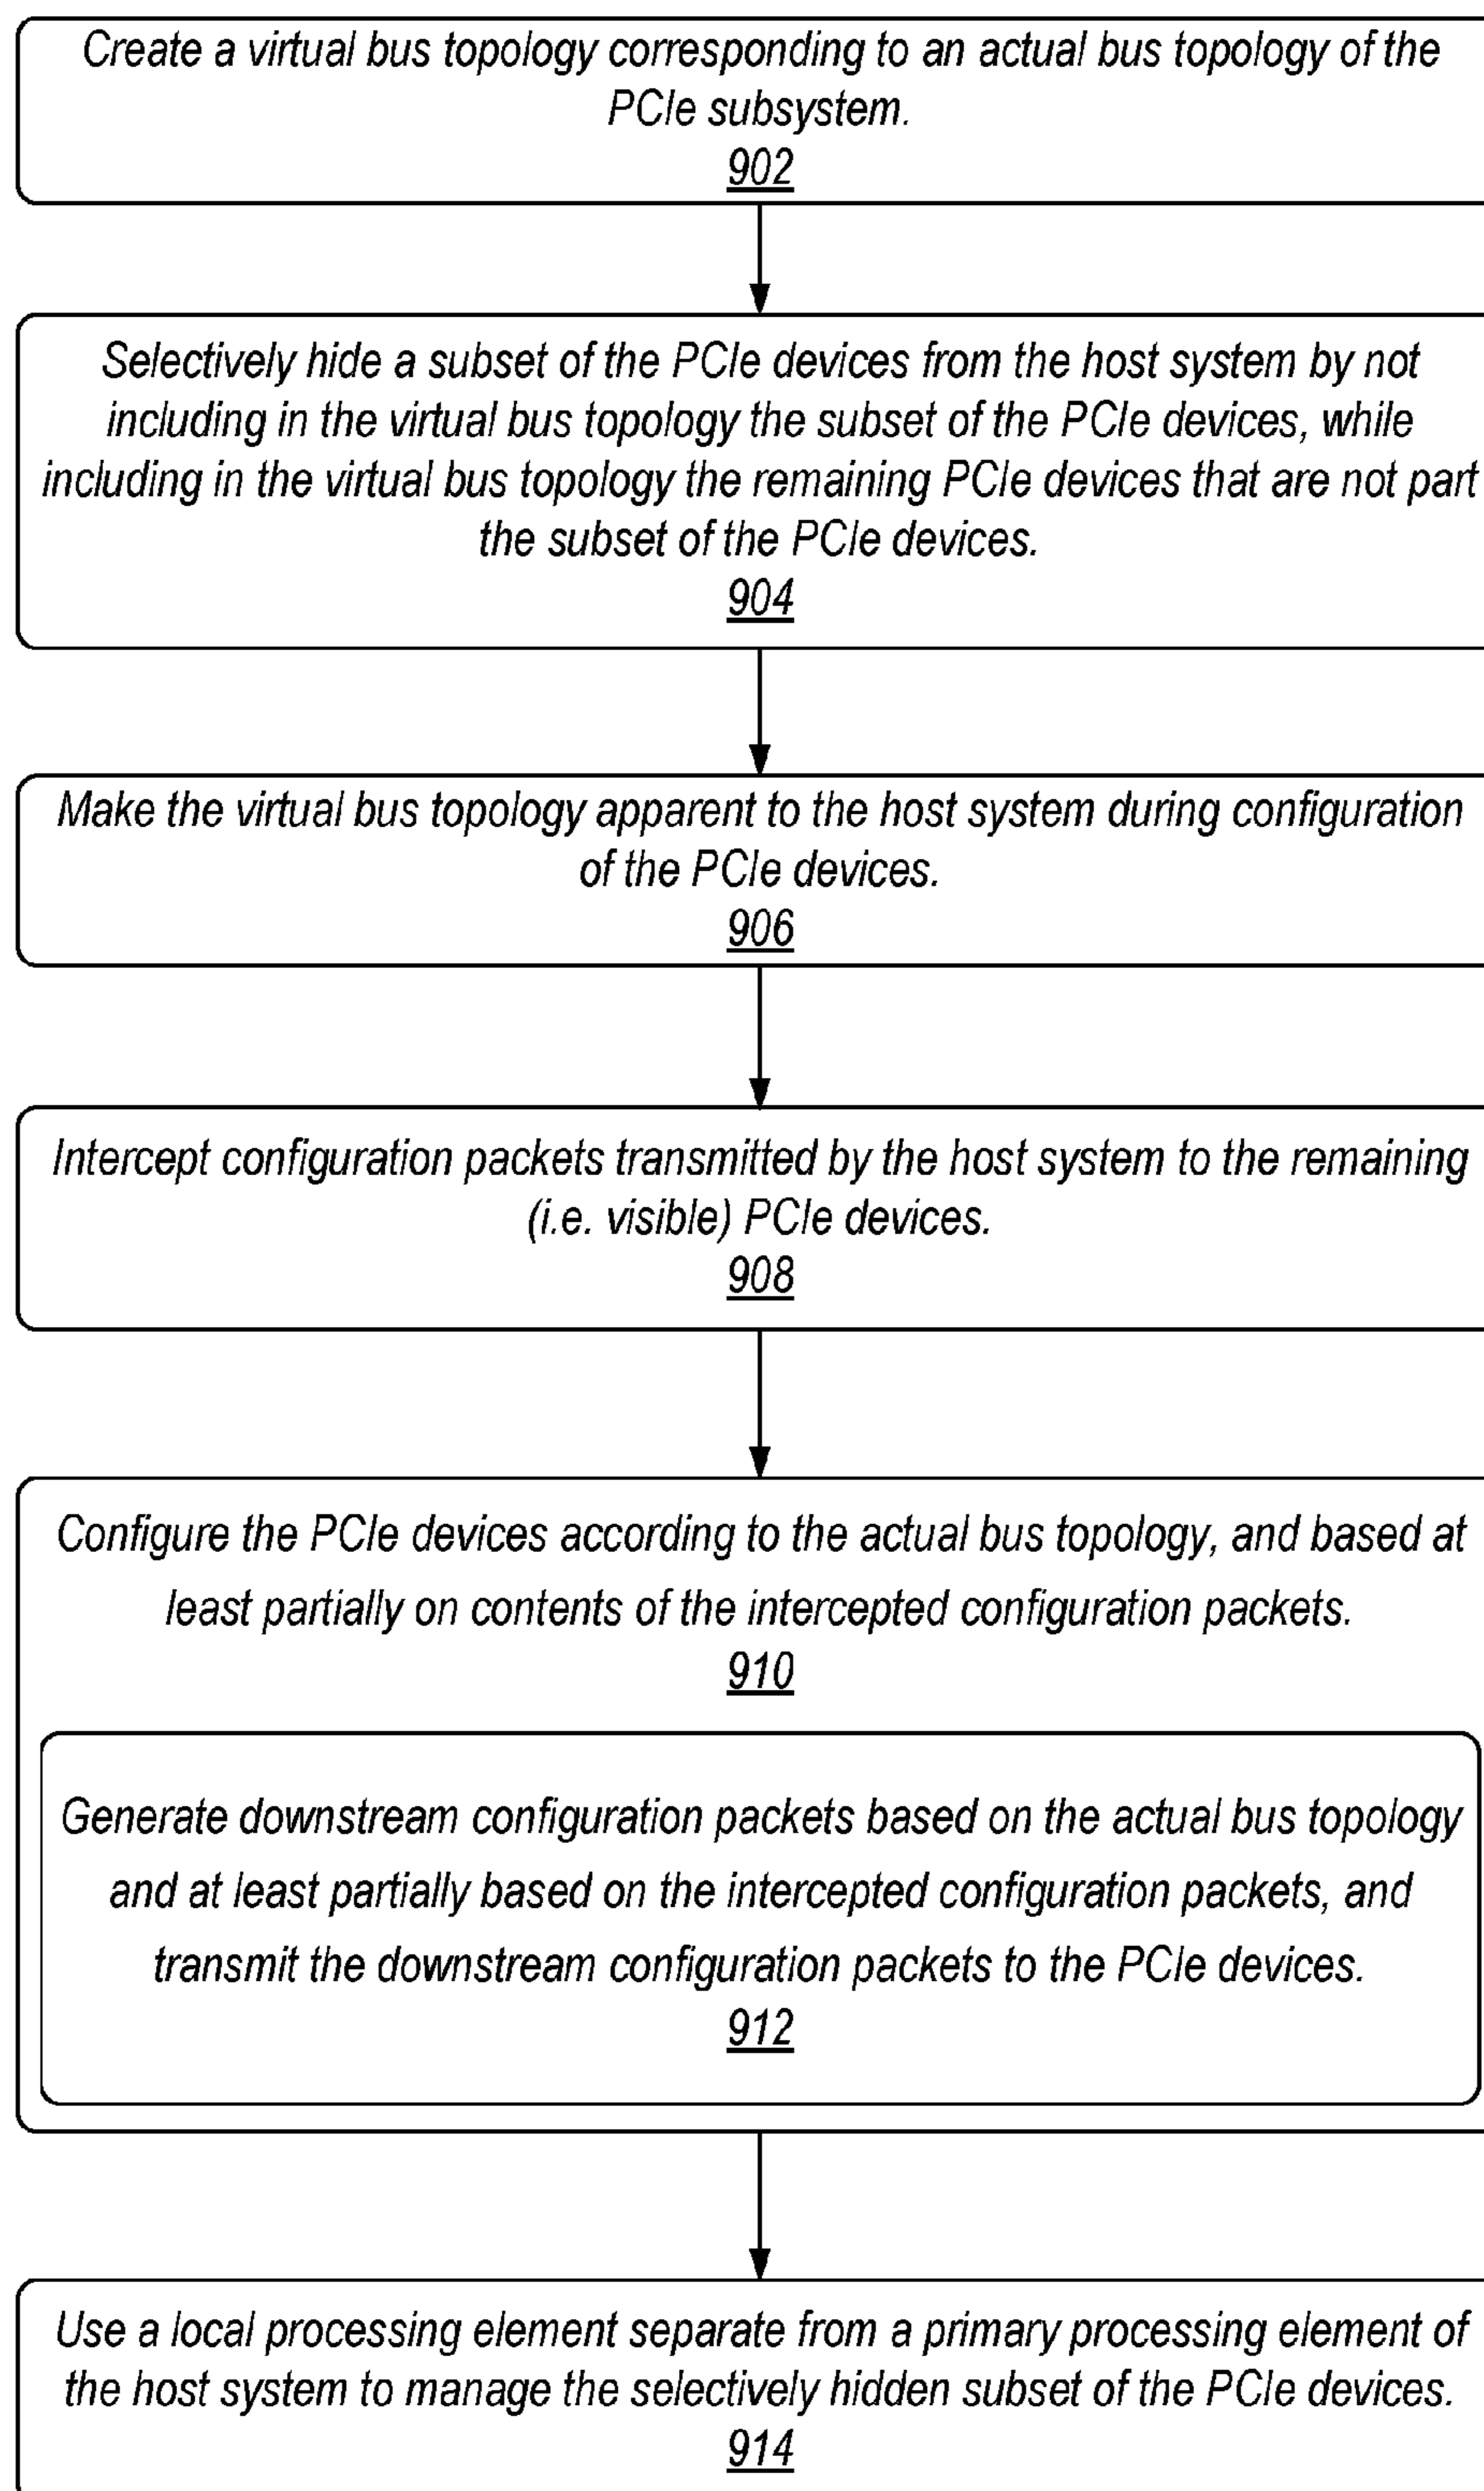 Create a virtual bus topology corresponding to an actual bus topology of the
PCIe subsystem.
902
Selectively hide a subset of the PCIe devices from the host system by not
including in the virtual bus topology the subset of the PCIe devices, while
including in the virtual bus topology the remaining PCIe devices that are not part
the subset of the PCIe devices.
904
Make the virtual bus topology apparent to the host system during configuration
of the PCIe devices.
906
Intercept configuration packets transmitted by the host system to the remaining
(i.e. visible) PCIe devices.
908
Configure the PCIe devices according to the actual bus topology, and based at
least partially on contents of the intercepted configuration packets.
910
Generate downstream configuration packets based on the actual bus topology
and at least partially based on the intercepted configuration packets, and
transmit the downstream configuration packets to the PCIe devices.
912
Use a local processing element separate from a primary processing element of
the host system to manage the selectively hidden subset of the PCIe devices.
914